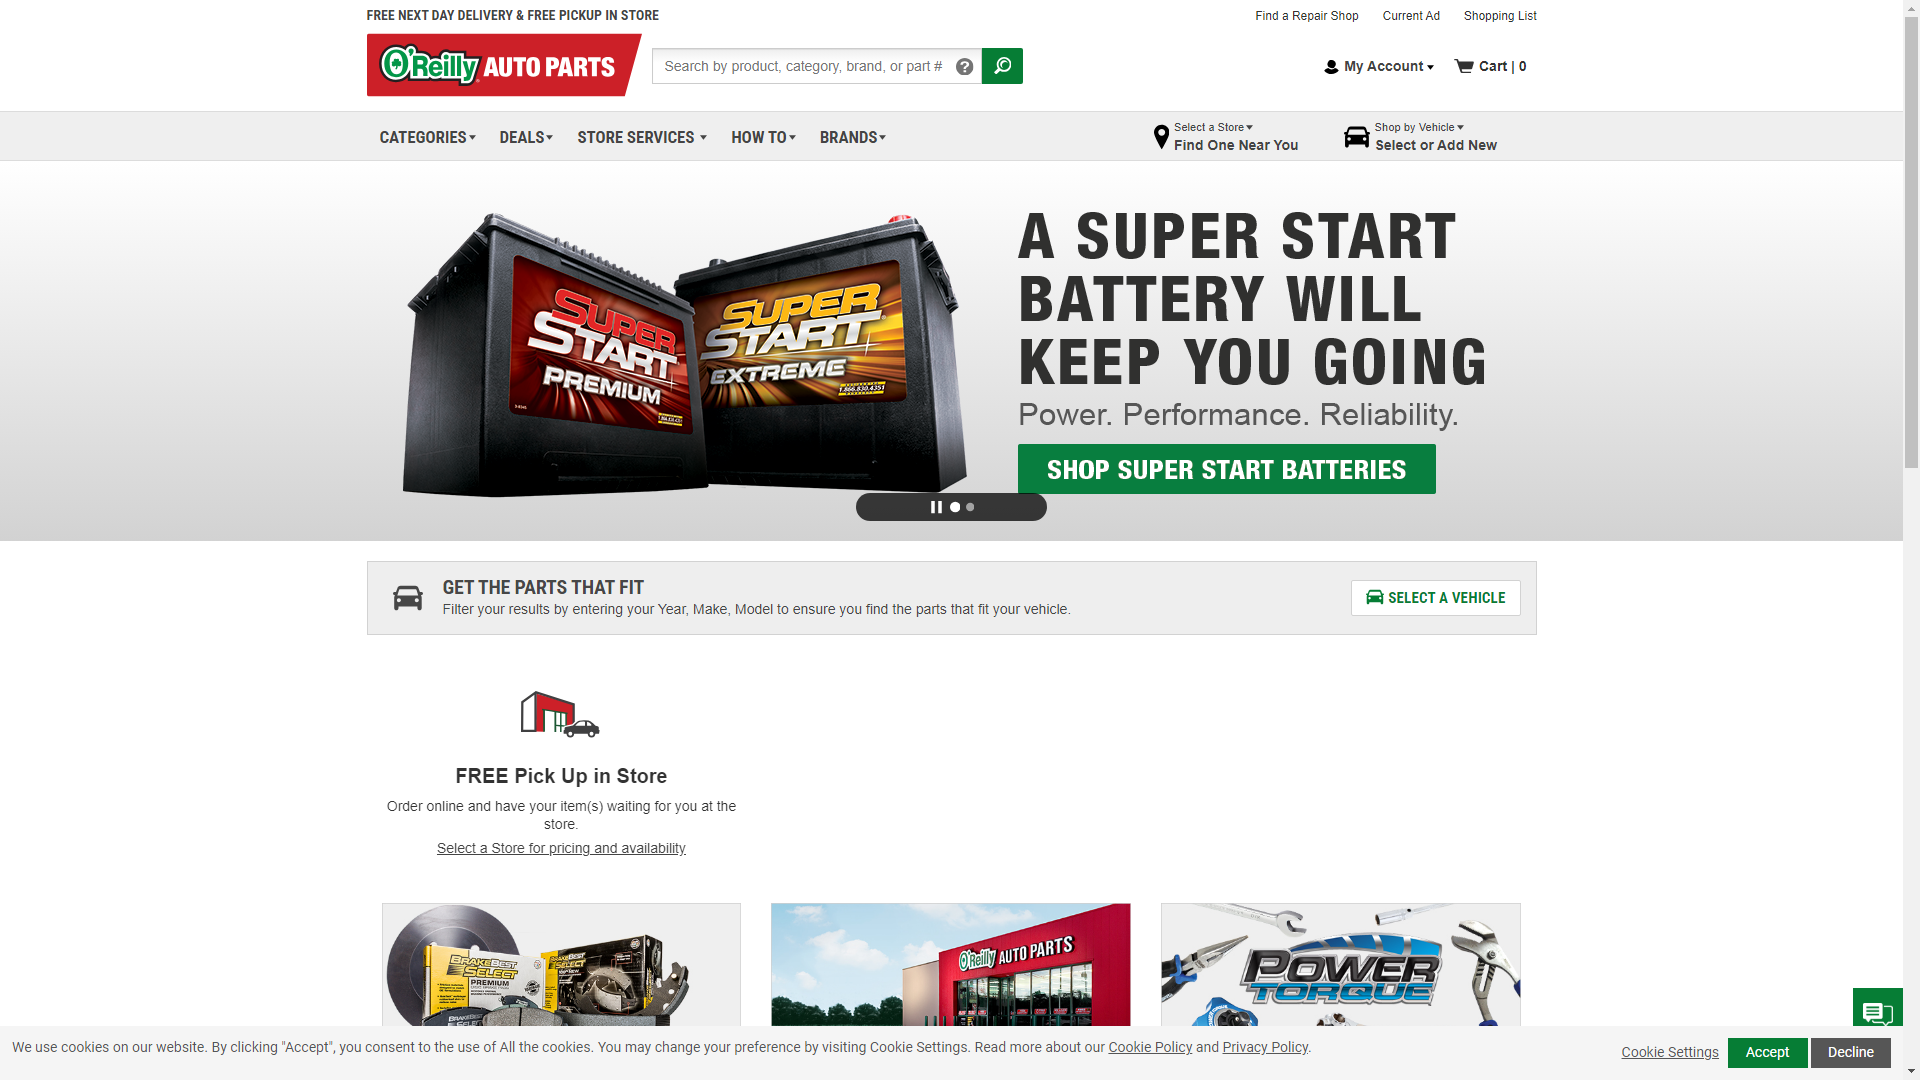 FREE NEXT DAY DELIVERY & FREE PICKUP IN STORE
Find a Repair Shop
Current Ad
Shopping List
O'Reilly AUTO PARTS
Search by product, category, brand, or part #
My Account
Cart | 0
CATEGORIES
DEALS
STORE SERVICES
HOW TO
BRANDS
Select a Store
Find One Near You
Shop by Vehicle
Select or Add New
SUPER
START
PREMIUM
SUPER
START
EXTREME
1.866.830.4351
A SUPER START
BATTERY WILL
KEEP YOU GOING
Power. Performance. Reliability.
SHOP SUPER START BATTERIES
GET THE PARTS THAT FIT
Filter your results by entering your Year, Make, Model to ensure you find the parts that fit your vehicle.
SELECT A VEHICLE
FREE Pick Up in Store
Order online and have your item(s) waiting for you at the
store.
Select a Store for pricing and availability
BRAKEBEST
SELECT
PREMIUM
BRAKEBEST
SELECT
BRAKEBEST
SELECT
O'Reilly AUTO PARTS
POWER
TORQUE
We use cookies on our website. By clicking "Accept", you consent to the use of All the cookies. You may change your preference by visiting Cookie Settings. Read more about our Cookie Policy and Privacy Policy.
Cookie Settings
Accept
Decline